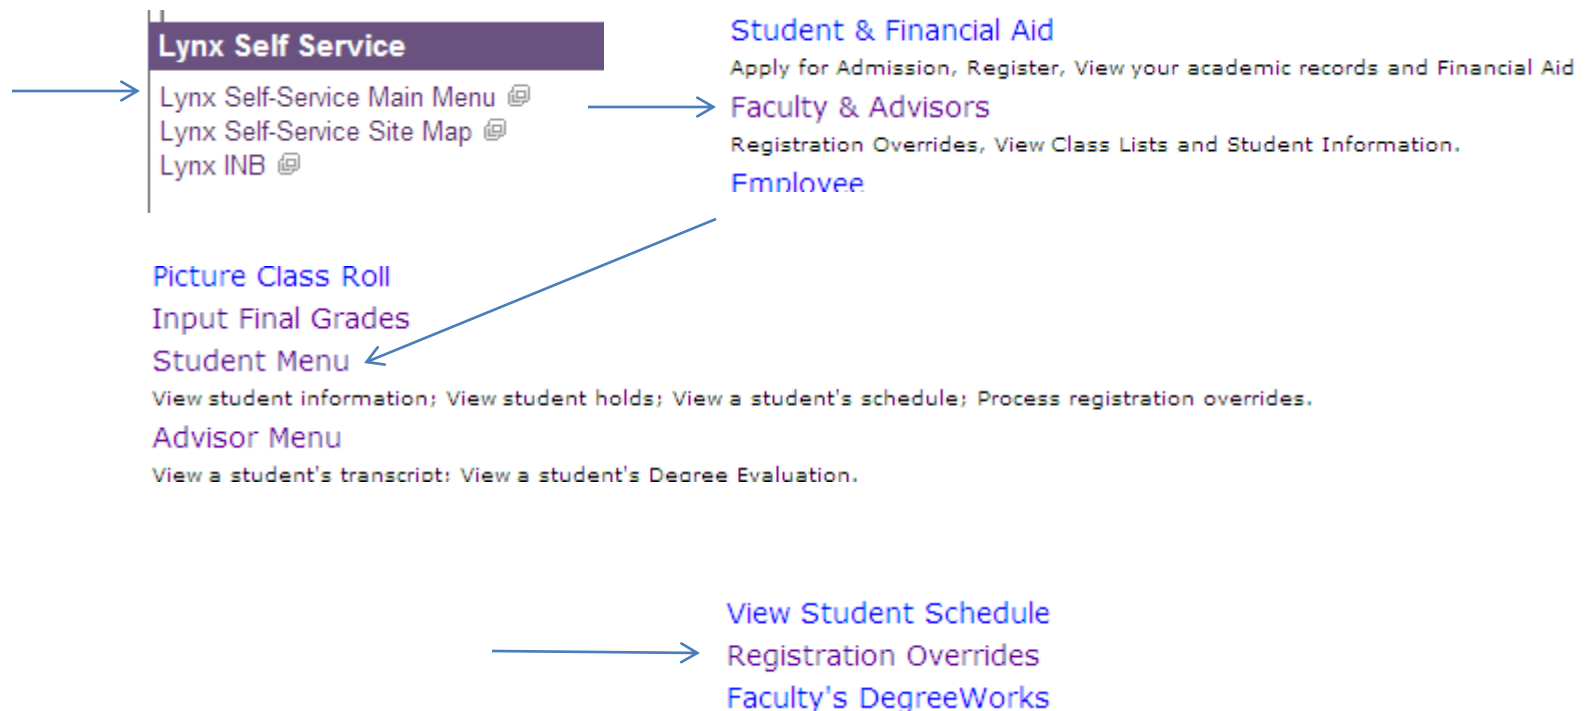 Lynx Self Service
Lynx Self-Service Main Menu
Lynx Self-Service Site Map
Lynx INB
Student & Financial Aid
Apply for Admission, Register, View your academic records and Financial Aid
Faculty & Advisors
Registration Overrides, View Class Lists and Student Information.
Employee
Picture Class Roll
Input Final Grades
Student Menu
View student information; View student holds; View a student's schedule; Process registration overrides.
Advisor Menu
View a student's transcript; View a student's Degree Evaluation.
View Student Schedule
Registration Overrides
Faculty's DegreeWorks